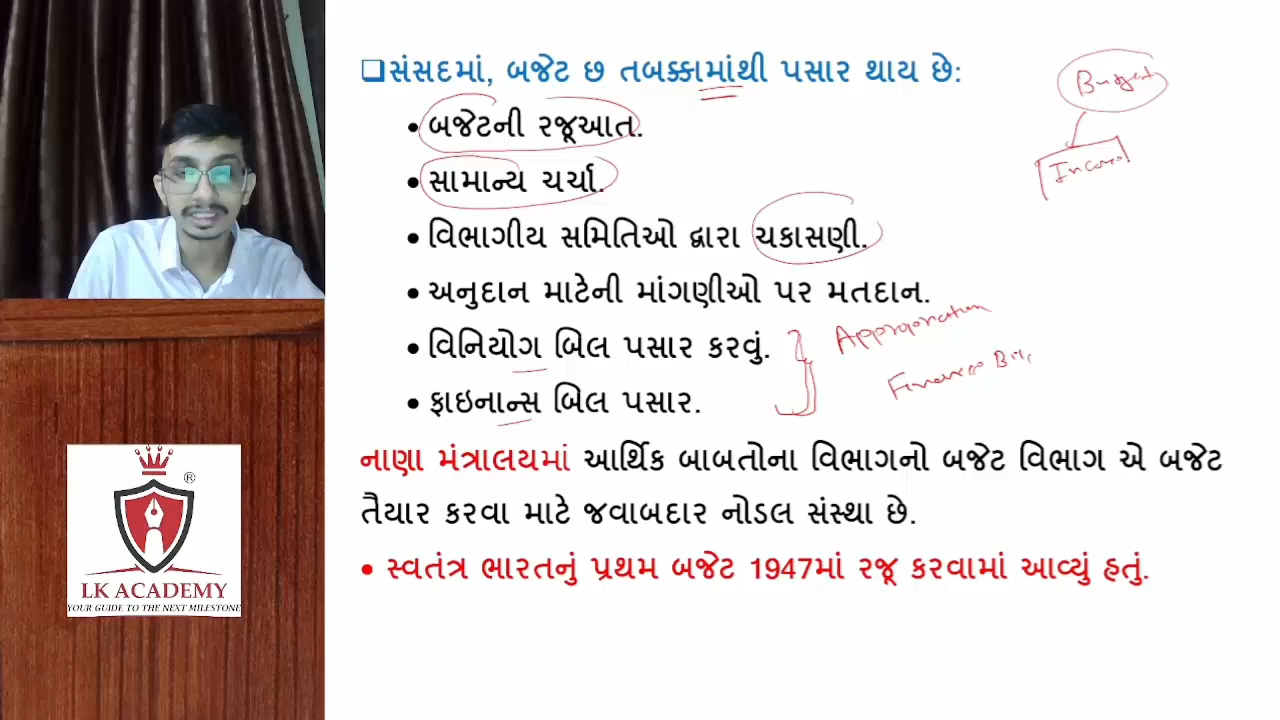 ❑સંસદમાં, બજેટ છ તબક્કામાંથી પસાર થાય છે:
• બજેટની રજૂઆત.
• સામાન્ય ચર્ચા.
• વિભાગીય સમિતિઓ દ્વારા ચકાસણી.
• અનુદાન માટેની માંગણીઓ પર મતદાન.
• વિનિયોગ બિલ પસાર કરવું.
• ફાઇનાન્સ બિલ પસાર.
નાણા મંત્રાલયમાં આર્થિક બાબતોના વિભાગનો બજેટ વિભાગ એ બજેટ
તૈયાર કરવા માટે જવાબદાર નોડલ સંસ્થા છે.
• સ્વતંત્ર ભારતનું પ્રથમ બજેટ 1947માં રજૂ કરવામાં આવ્યું હતું.
Budget
Appropriation
®
LK ACADEMY
YOUR GUIDE TO THE NEXT MILESTONE